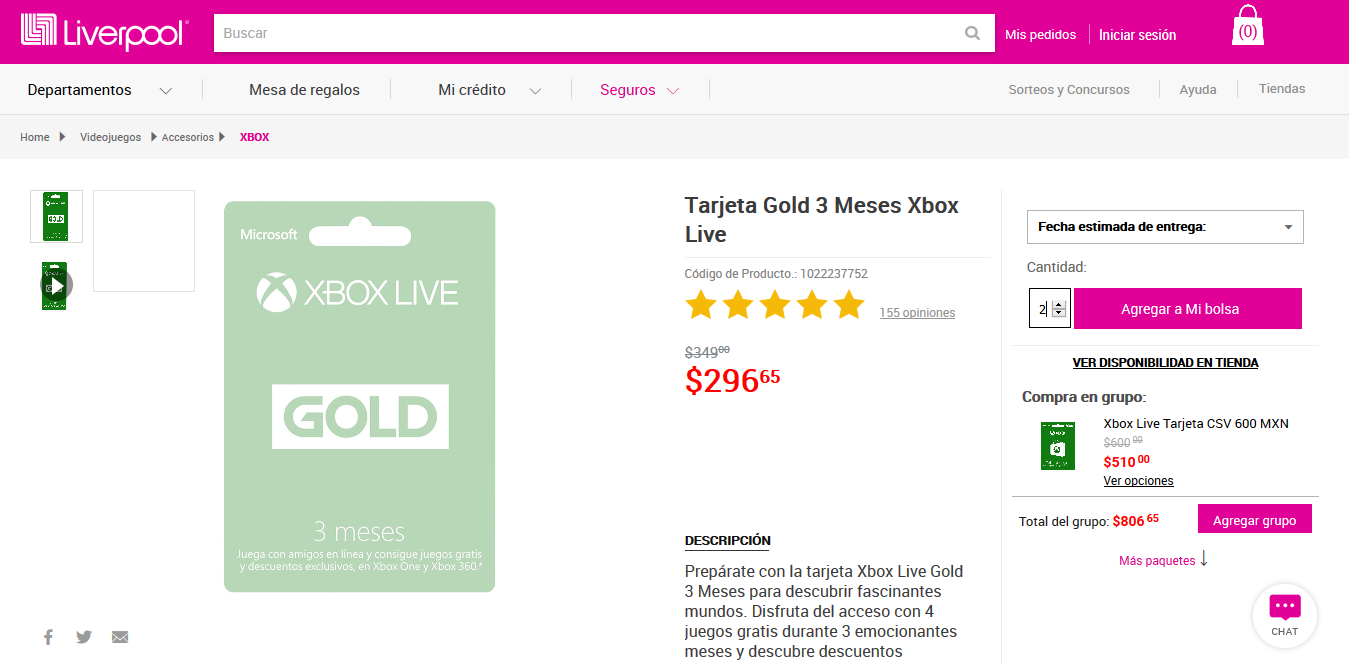 Liverpool
Buscar
Mis pedidos
Iniciar sesión
(0)
Departamentos
Mesa de regalos
Mi crédito
Seguros
Sorteos y Concursos
Ayuda
Tiendas
Home
Videojuegos
Accesorios
XBOX
Microsoft
XBOX LIVE
GOLD
3 meses
Juega con amigos en línea y consigue juegos gratis
y descuentos exclusivos, en Xbox One y Xbox 360.*
Tarjeta Gold 3 Meses Xbox
Live
Código de Producto.: 1022237752
155 opiniones
$349 00
$296 65
DESCRIPCIÓN
Prepárate con la tarjeta Xbox Live Gold
3 Meses para descubrir fascinantes
mundos. Disfruta del acceso con 4
juegos gratis durante 3 emocionantes
meses y descubre descuentos
Fecha estimada de entrega:
Cantidad:
2
Agregar a Mi bolsa
VER DISPONIBILIDAD EN TIENDA
Compra en grupo:
Xbox Live Tarjeta CSV 600 MXN
$600 00
$510 00
Ver opciones
Total del grupo: $806 65
Agregar grupo
Más paquetes
CHAT